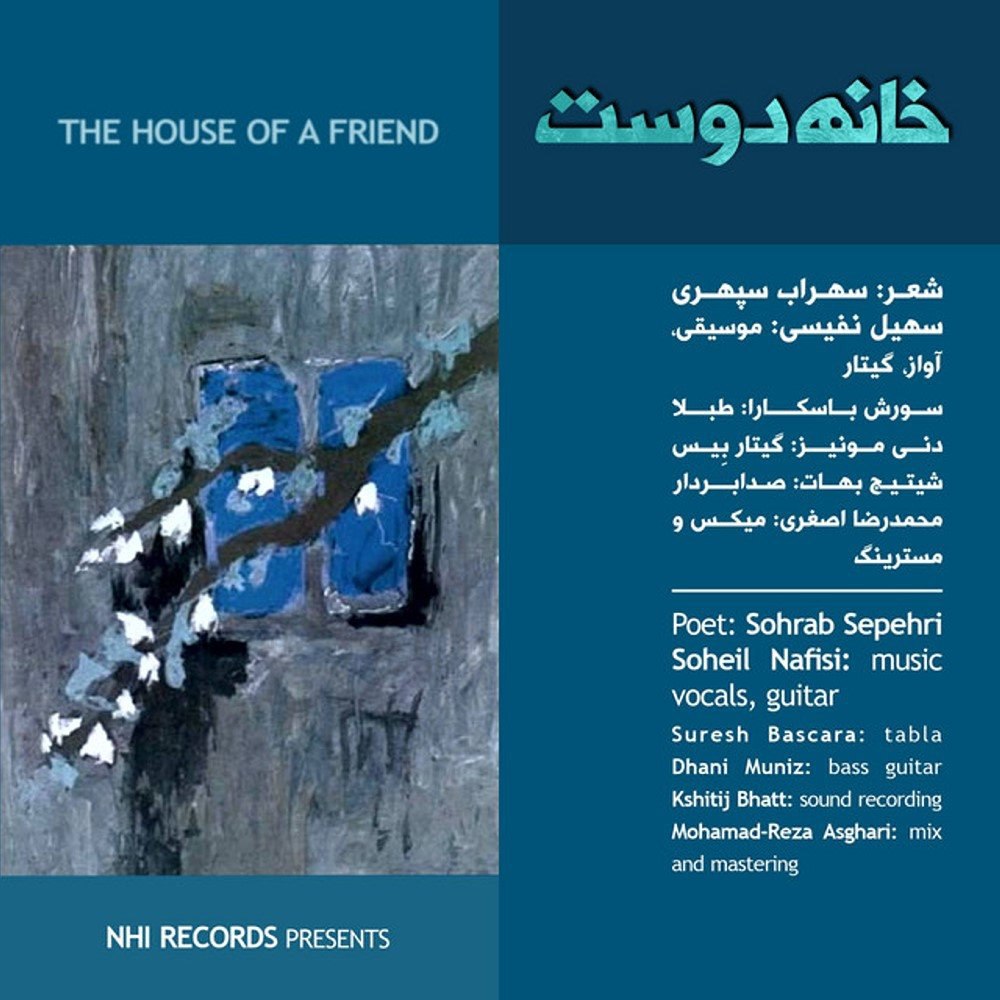 THE HOUSE OF A FRIEND
خانه دوست
شعر: سهراب سپهری
سهیل نفیسی: موسیقی،
آواز، گیتار
سورش باسکارا: طبلا
دنی مونیز: گیتار بِیس
شیتیج بهات: صدابردار
محمدرضا اصغری: میکس و
مسترینگ
Poet: Sohrab Sepehri
Soheil Nafisi: music
vocals, guitar
Suresh Bascara: tabla
Dhani Muniz: bass guitar
Kshitij Bhatt: sound recording
Mohamad-Reza Asghari: mix
and mastering
NHI RECORDS PRESENTS